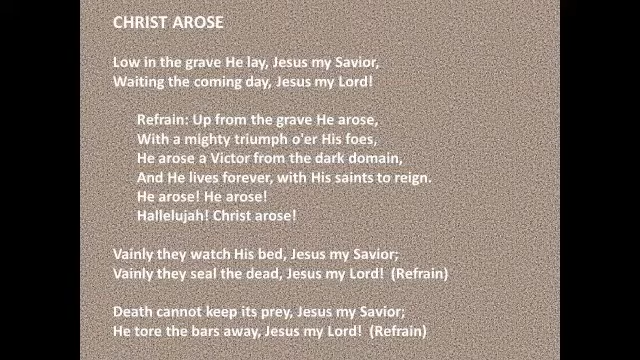 CHRIST AROSE
Low in the grave He lay, Jesus my Savior,
Waiting the coming day, Jesus my Lord!
Refrain: Up from the grave He arose,
With a mighty triumph o'er His foes,
He arose a Victor from the dark domain,
And He lives forever, with His saints to reign.
He arose! He arose!
Hallelujah! Christ arose!
Vainly they watch His bed, Jesus my Savior;
Vainly they seal the dead, Jesus my Lord! (Refrain)
Death cannot keep its prey, Jesus my Savior;
He tore the bars away, Jesus my Lord! (Refrain)